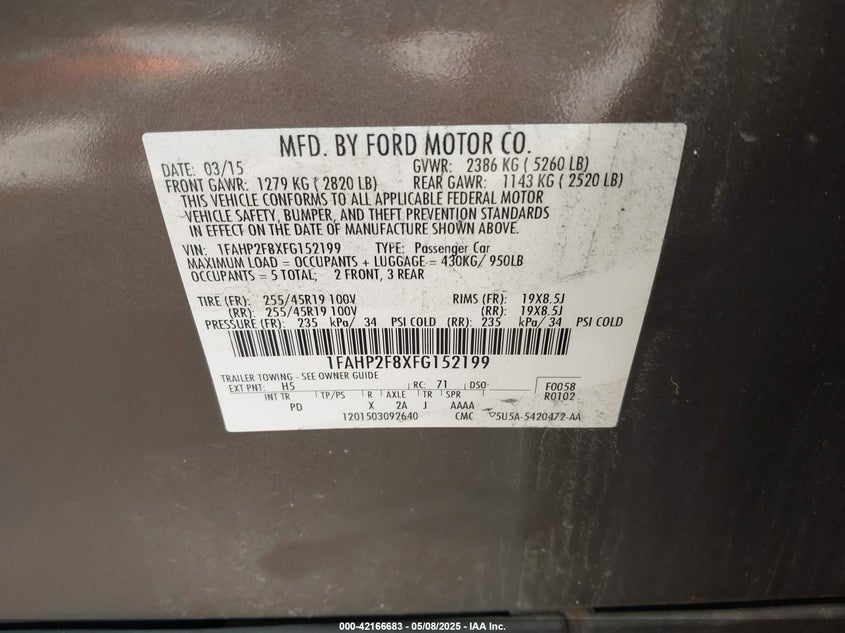 MFD. BY FORD MOTOR CO.
DATE: 03/15 GVWR: 2386 KG ( 5260 LB)
FRONT GAWR: 1279 KG ( 2820 LB) REAR GAWR: 1143 KG ( 2520 LB)
THIS VEHICLE CONFORMS TO ALL APPLICABLE FEDERAL MOTOR
VEHICLE SAFETY, BUMPER, AND THEFT PREVENTION STANDARDS
IN EFFECT ON THE DATE OF MANUFACTURE SHOWN ABOVE.
VIN: 1FAHP2F8XFG152199 TYPE: Passenger Car
MAXIMUM LOAD = OCCUPANTS + LUGGAGE = 430KG/ 950LB
OCCUPANTS = 5 TOTAL; 2 FRONT, 3 REAR
TIRE (FR): 255/45R19 100V RIMS (FR): 19X8.5J
(RR): 255/45R19 100V (RR): 19X8.5J
PRESSURE (FR): 235 kPa/ 34 PSI COLD (RR): 235 kPa/ 34 PSI COLD
1FAHP2F8XFG152199
TRAILER TOWING - SEE OWNER GUIDE
EXT PNT: H5 RC: 71 DSO: F0058
INT TR TP/PS R AXLE TR SPR R0102
PD X 2A J AAAA
1201503092640 CMC 5U5A-5420472-AA
000-42166683 - 05/08/2025 - IAA Inc.